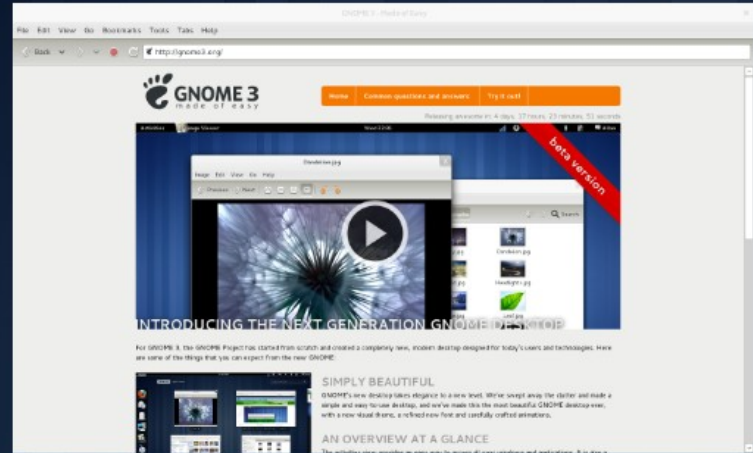 GNOME 3 - Made of Easy
File Edit View Go Bookmarks Tools Tabs Help
Back
http://gnome3.org/
GNOME 3
made of easy
Home Common questions and answers Try it out!
Releasing anytime in: 4 days, 17 hours, 23 minutes, 51 seconds
Activities Image Viewer Wed 22:36
beta version
Dandelion.jpg
Image Edit View Go Help
Previous Next
Search
Dandelion.jpg
Headlights.jpg
Leaf.jpg
INTRODUCING THE NEXT GENERATION GNOME DESKTOP
For GNOME 3, the GNOME Project has started from scratch and created a completely new, modern desktop designed for today's users and technologies. Here
are some of the things that you can expect from the new GNOME:
SIMPLY BEAUTIFUL
GNOME's new desktop takes elegance to a new level. We've swept away the clutter and made a
simple and easy-to-use desktop, and we've made this the most beautiful GNOME desktop ever,
with a new visual theme, a refined new font and carefully crafted animations.
AN OVERVIEW AT A GLANCE